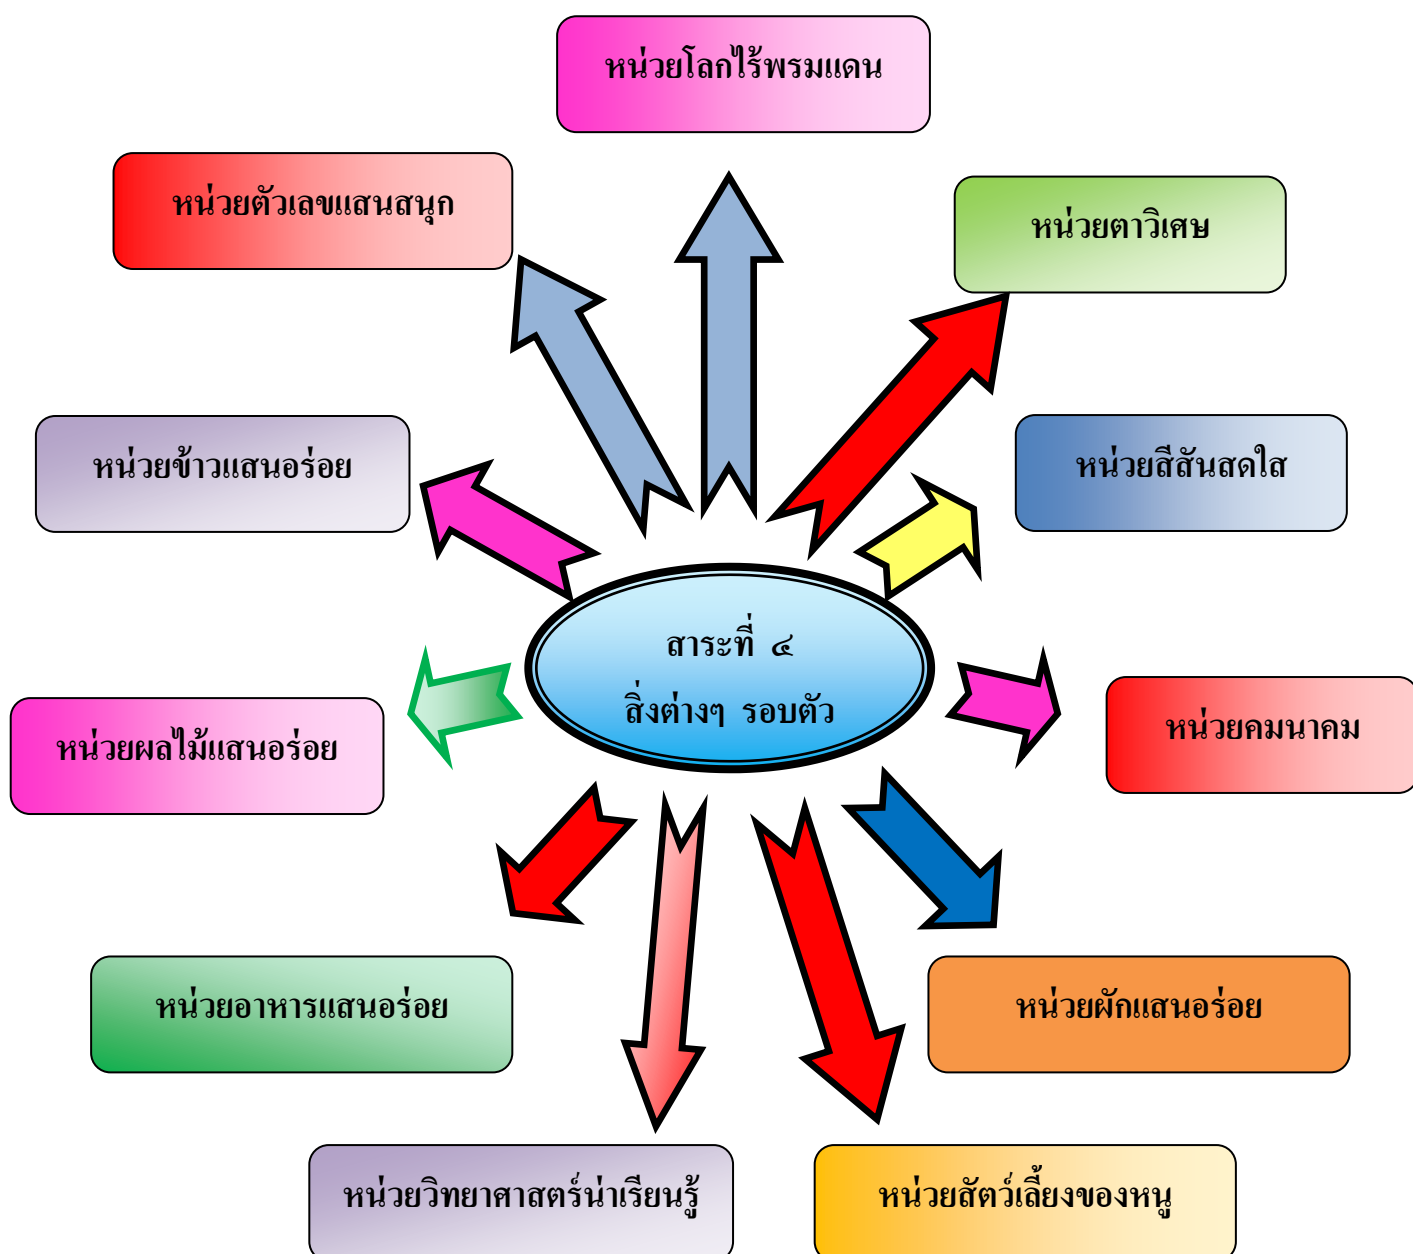 หน่วยโลกไร้พรมแดน
หน่วยตัวเลขแสนสนุก
หน่วยตาวิเศษ
หน่วยข้าวแสนอร่อย
หน่วยสีสันสดใส
สาระที่ ๔
สิ่งต่างๆ รอบตัว
หน่วยผลไม้แสนอร่อย
หน่วยคมนาคม
หน่วยอาหารแสนอร่อย
หน่วยผักแสนอร่อย
หน่วยวิทยาศาสตร์น่าเรียนรู้
หน่วยสัตว์เลี้ยงของหนู